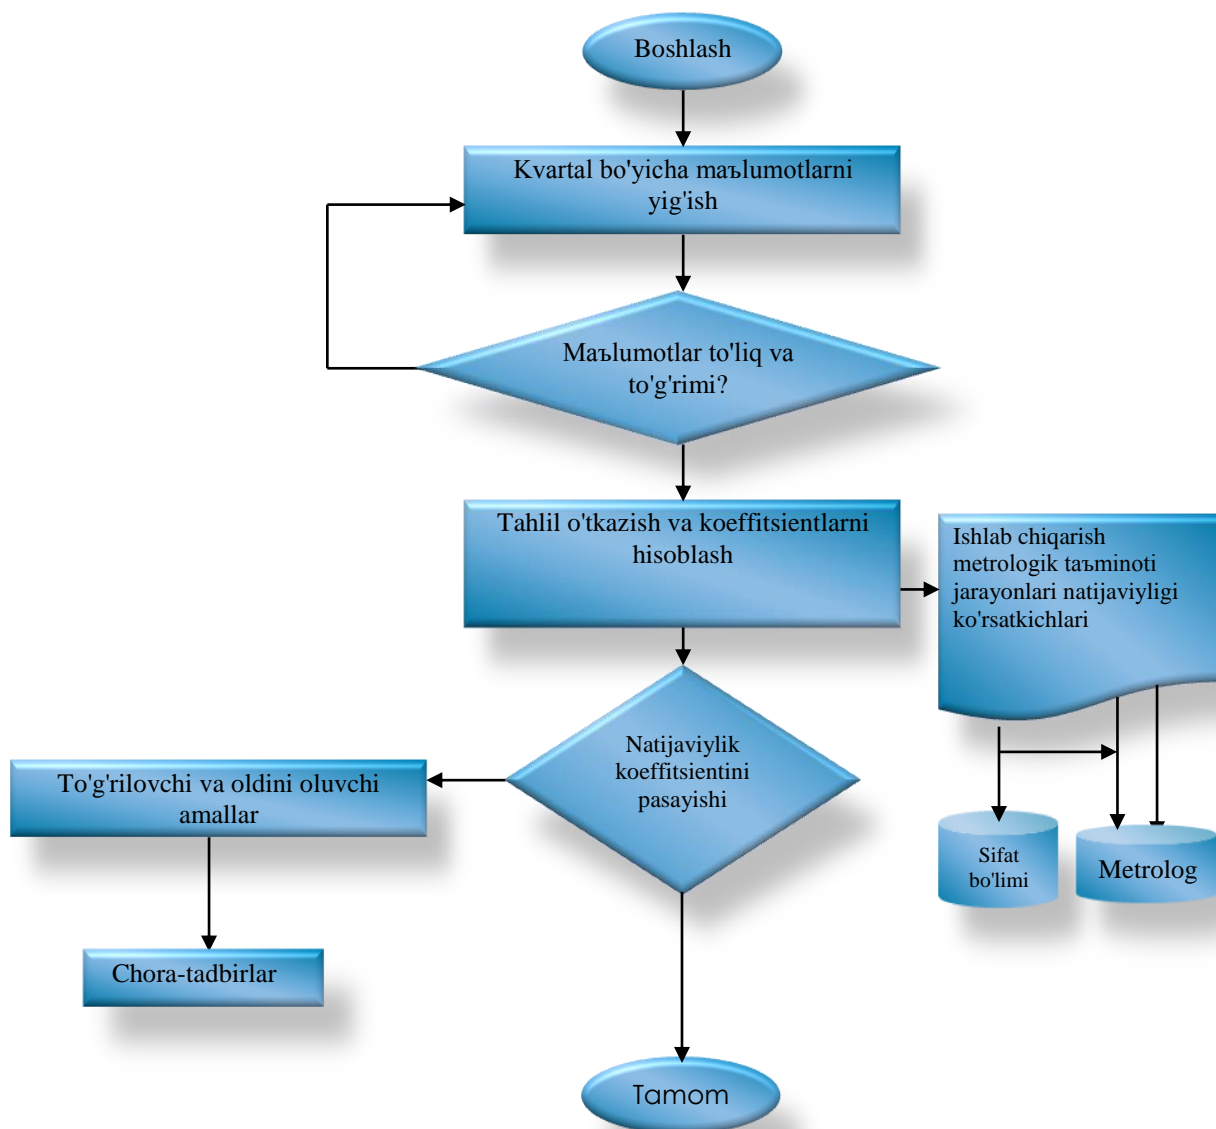 Boshlash
Kvartal bo'yicha maъlumotlarni
yig'ish
Maъlumotlar to'liq va
to'g'rimi?
Tahlil o'tkazish va koeffitsientlarni
hisoblash
Ishlab chiqarish
metrologik taъminoti
jarayonlari natijaviyligi
ko'rsatkichlari
Natijaviylik
koeffitsientini
pasayishi
To'g'rilovchi va oldini oluvchi
amallar
Sifat
bo'limi
Metrolog
Chora-tadbirlar
Tamom